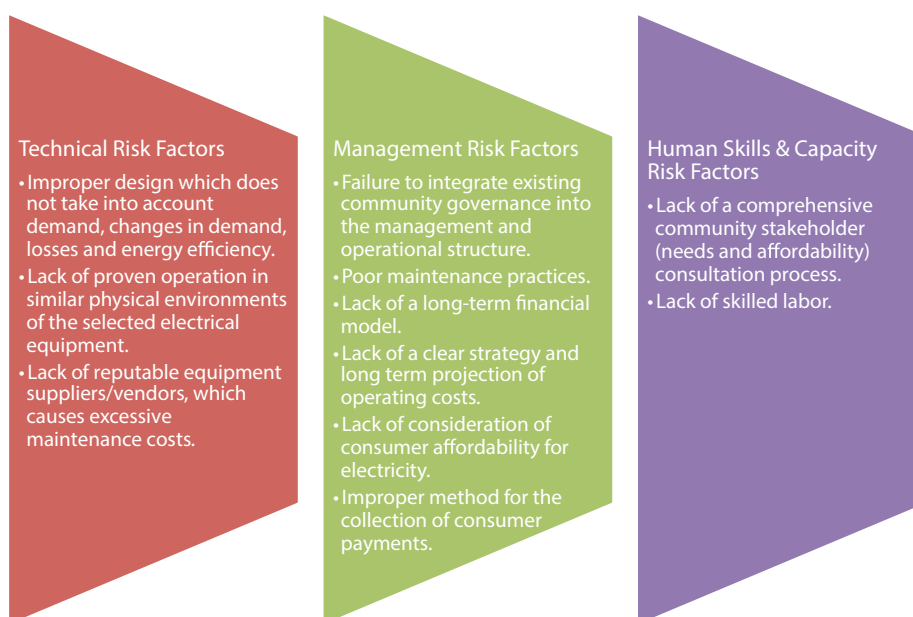 Technical Risk Factors
•Improper design which does
not take into account
demand, changes in demand,
losses and energy efficiency.
•Lack of proven operation in
similar physical environments
of the selected electrical
equipment.
•Lack of reputable equipment
suppliers/vendors, which
causes excessive
maintenance costs.
Management Risk Factors
•Failure to integrate existing
community governance into
the management and
operational structure.
•Poor maintenance practices.
•Lack of a long-term financial
model.
•Lack of a clear strategy and
long term projection of
operating costs.
•Lack of consideration of
consumer affordability for
electricity.
•Improper method for the
collection of consumer
payments.
Human Skills & Capacity
Risk Factors
•Lack of a comprehensive
community stakeholder
(needs and affordability)
consultation process.
•Lack of skilled labor.